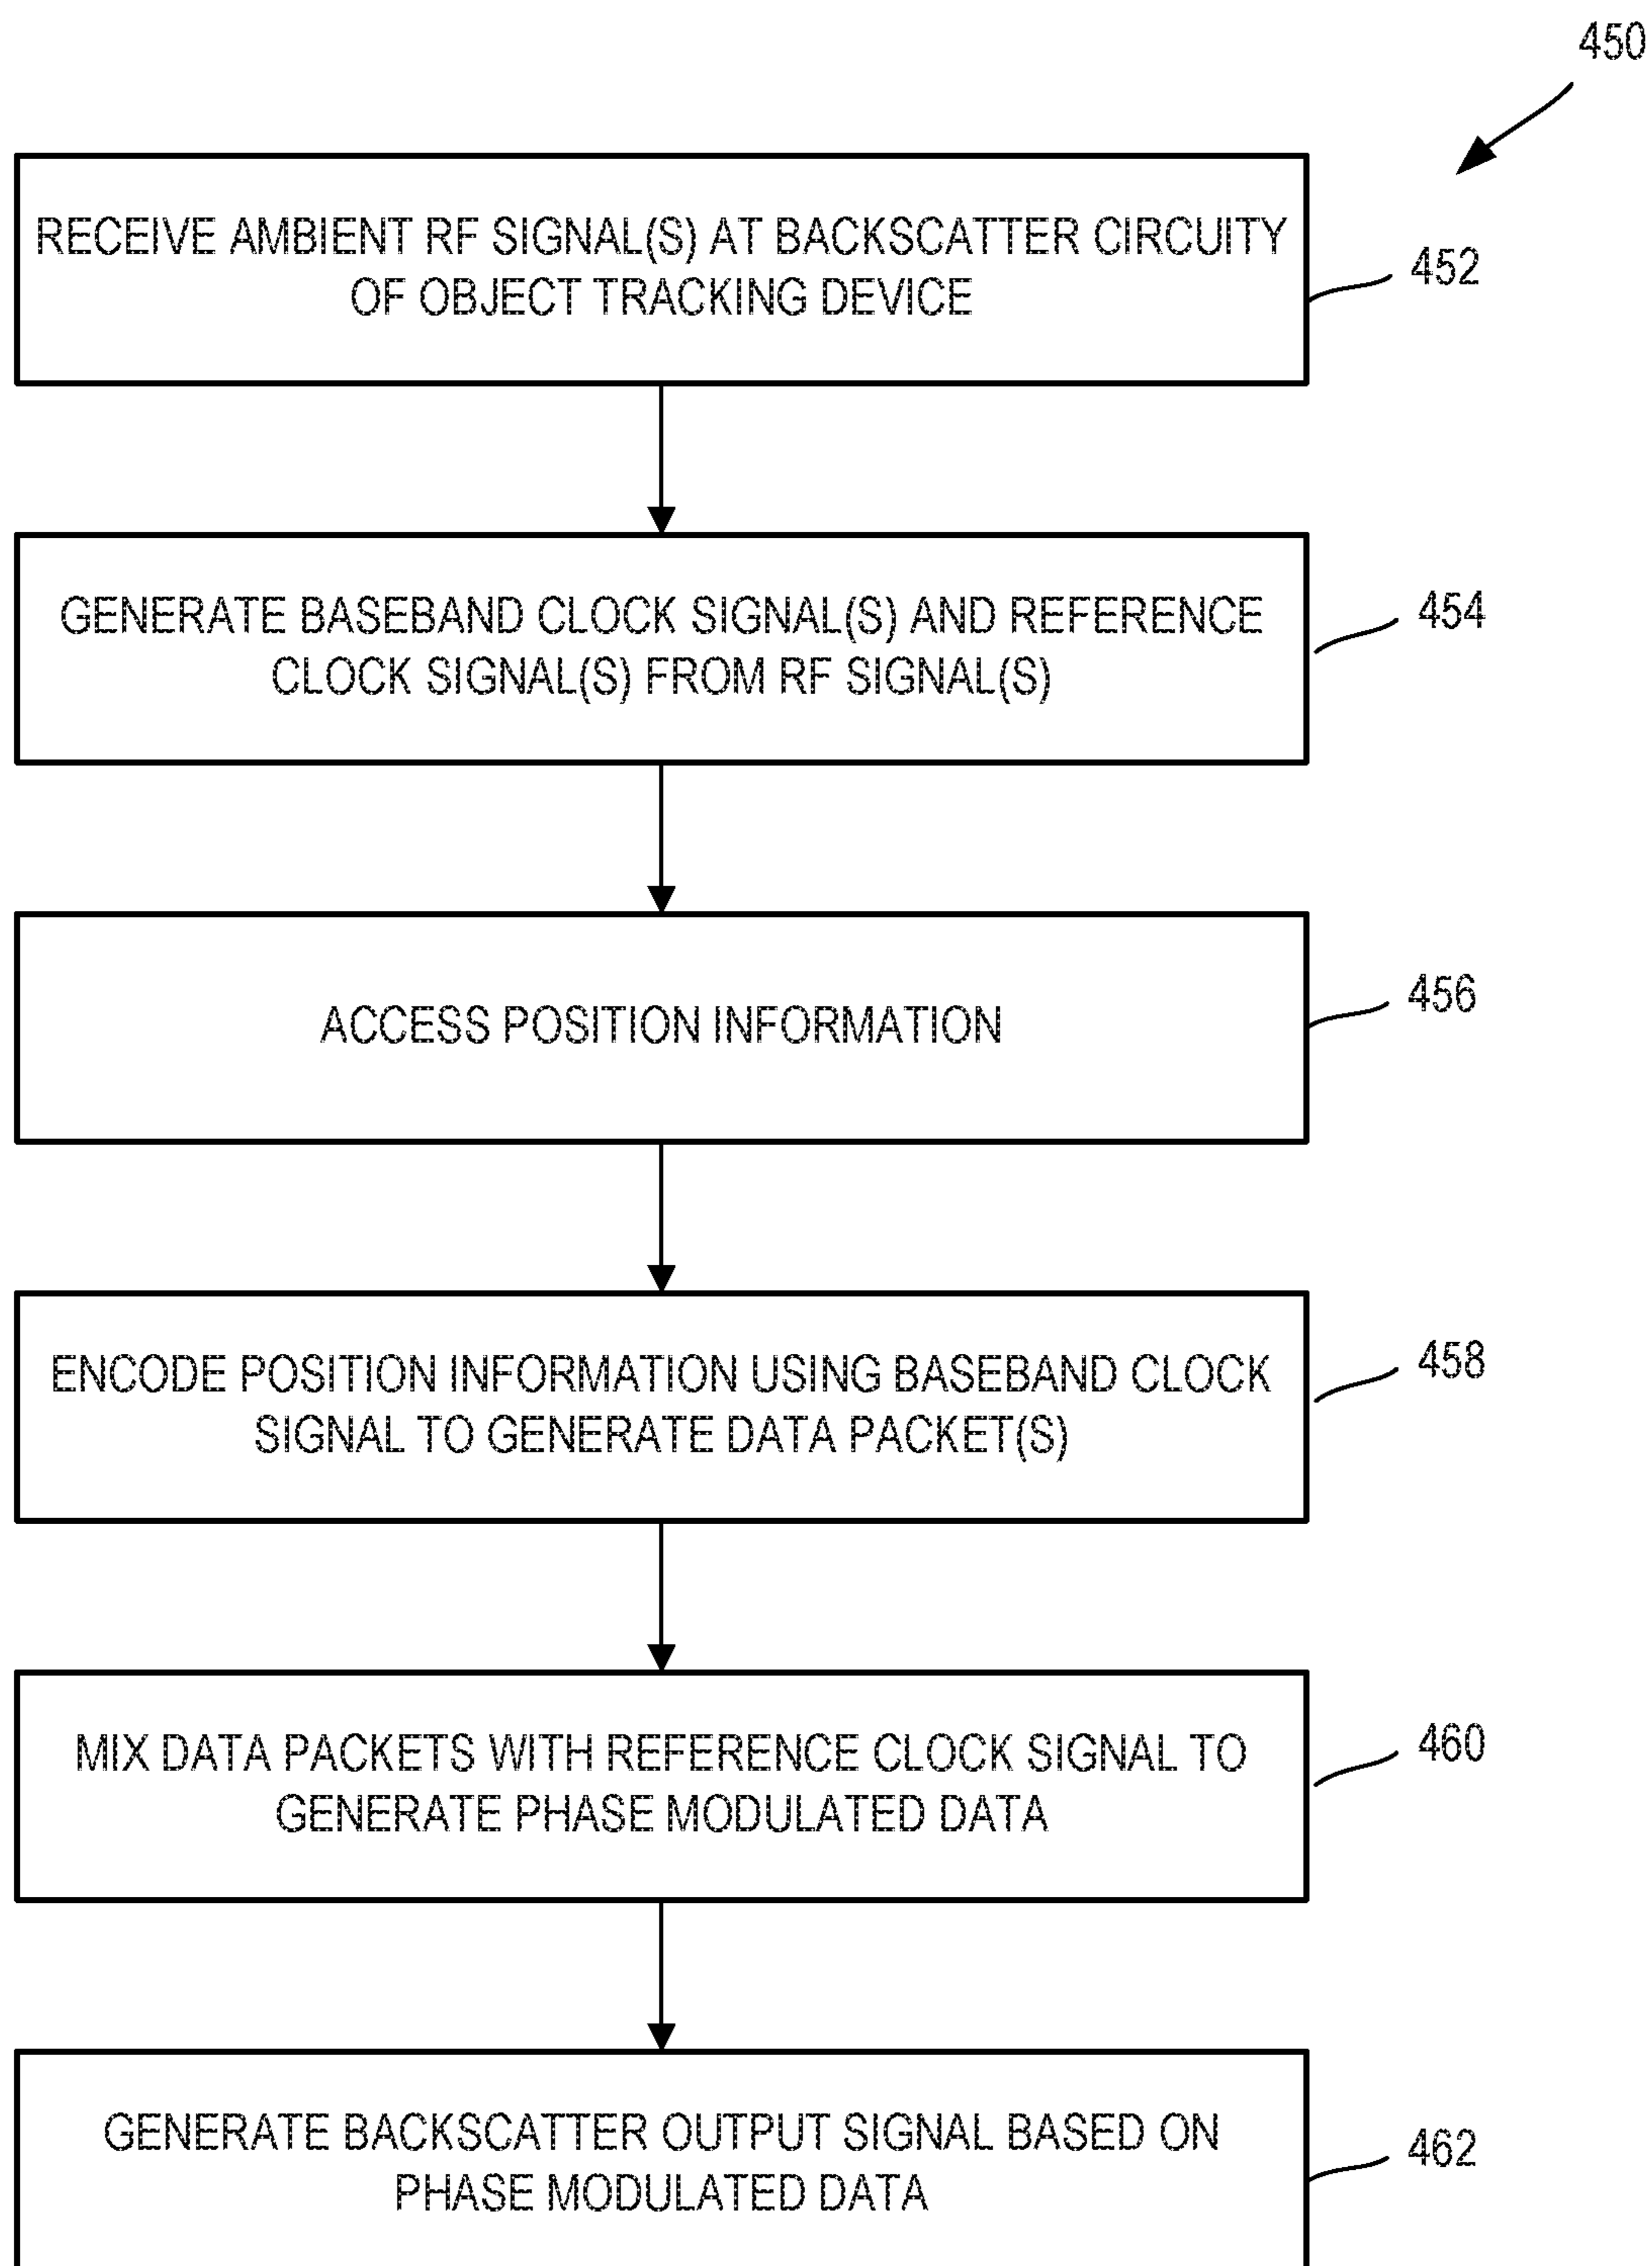 450
RECEIVE AMBIENT RF SIGNAL(S) AT BACKSCATTER CIRCUITY
OF OBJECT TRACKING DEVICE
452
GENERATE BASEBAND CLOCK SIGNAL(S) AND REFERENCE
CLOCK SIGNAL(S) FROM RF SIGNAL(S)
454
ACCESS POSITION INFORMATION
456
ENCODE POSITION INFORMATION USING BASEBAND CLOCK
SIGNAL TO GENERATE DATA PACKET(S)
458
MIX DATA PACKETS WITH REFERENCE CLOCK SIGNAL TO
GENERATE PHASE MODULATED DATA
460
GENERATE BACKSCATTER OUTPUT SIGNAL BASED ON
PHASE MODULATED DATA
462